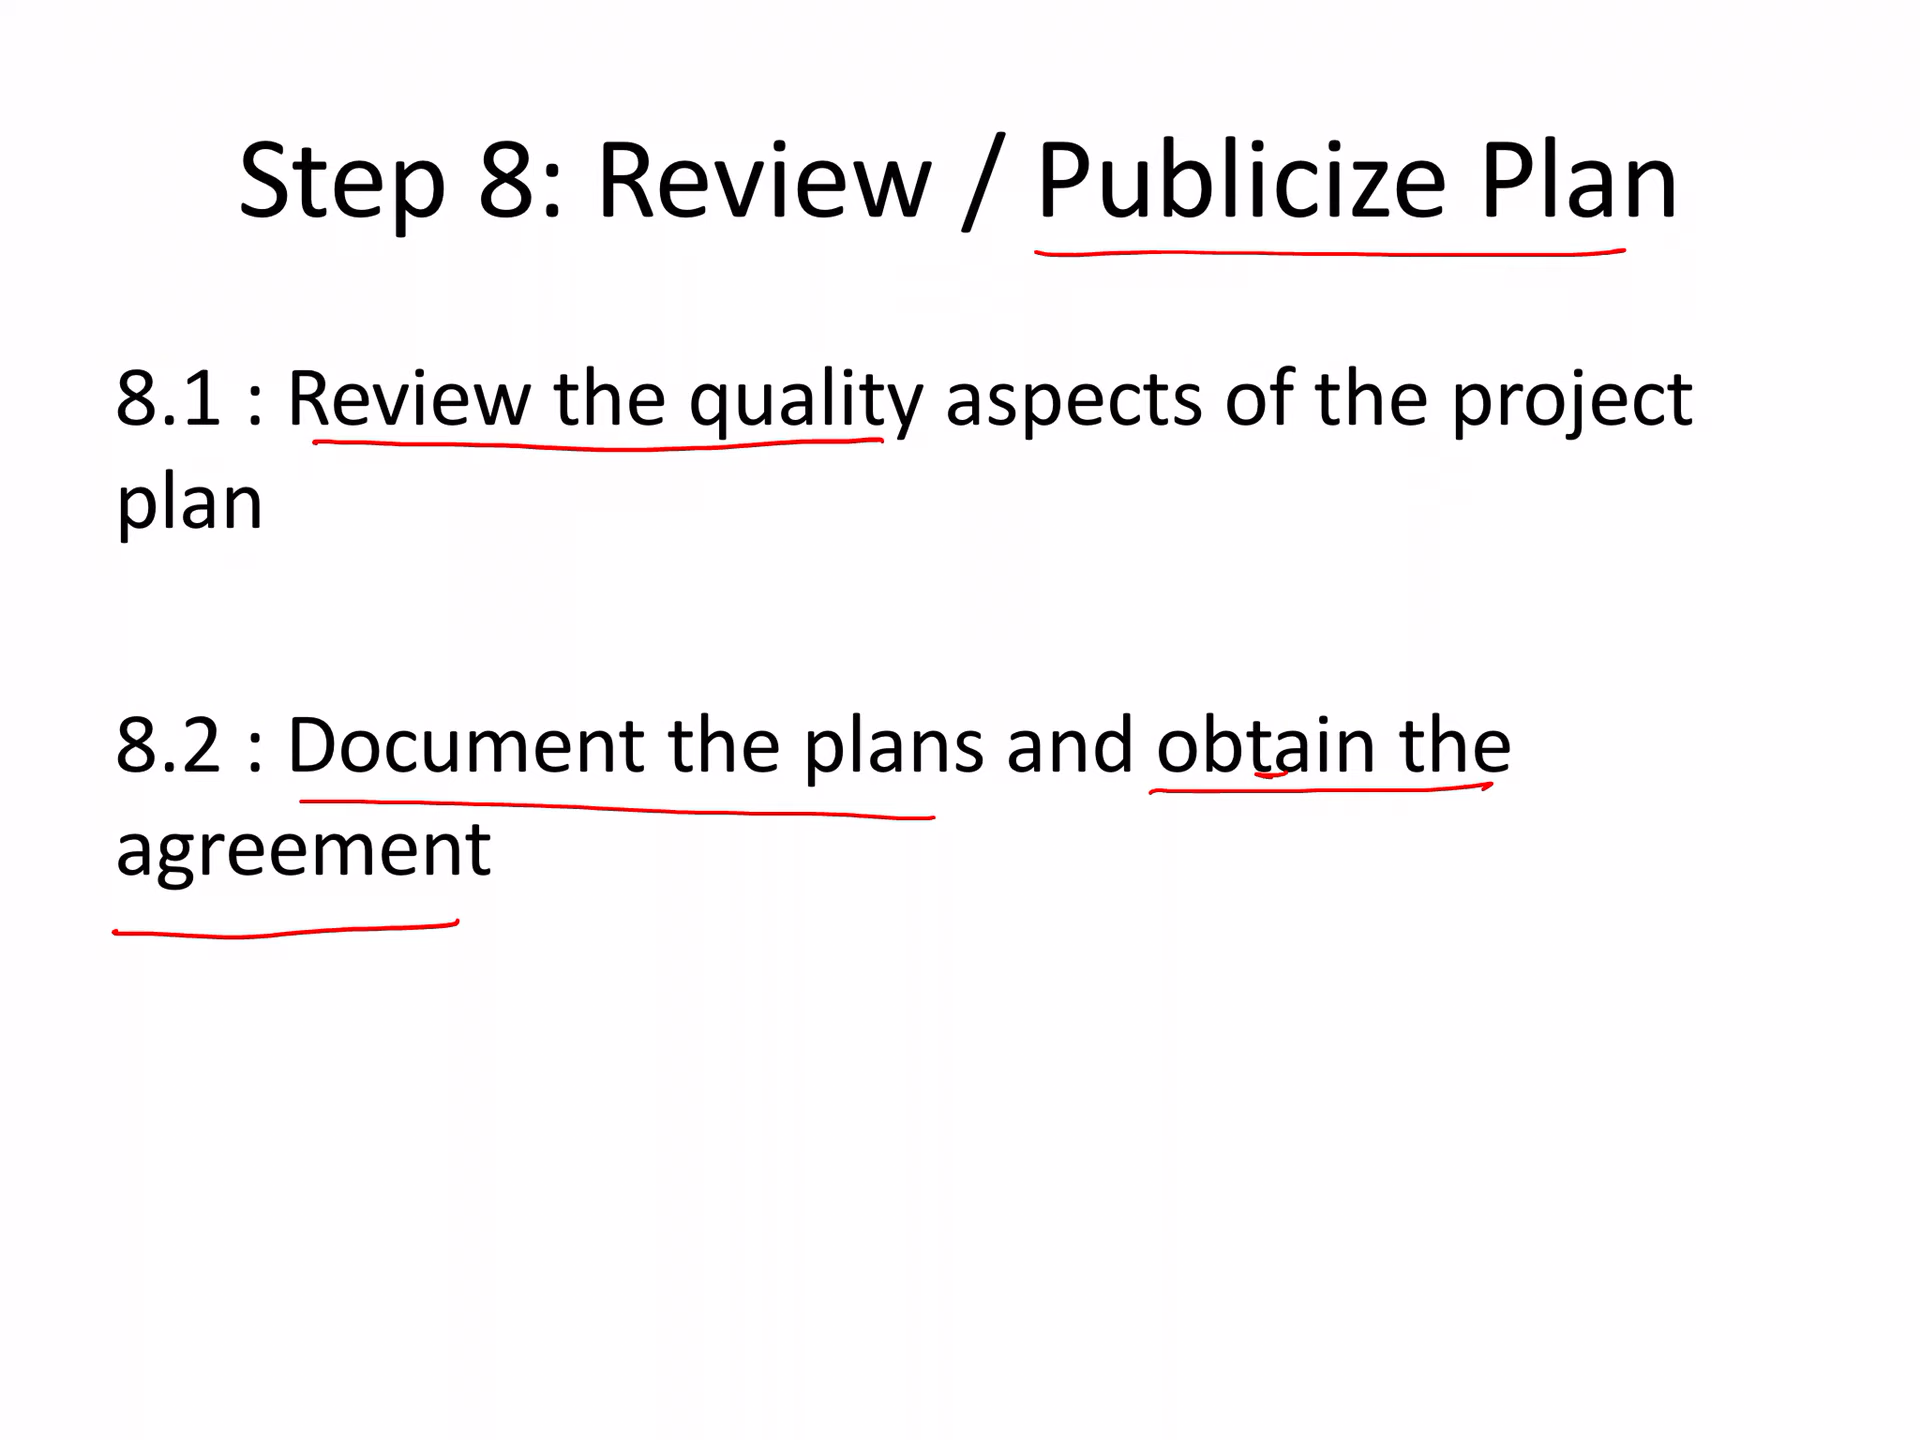 Step 8: Review / Publicize Plan
8.1 : Review the quality aspects of the project
plan
8.2 : Document the plans and obtain the
agreement